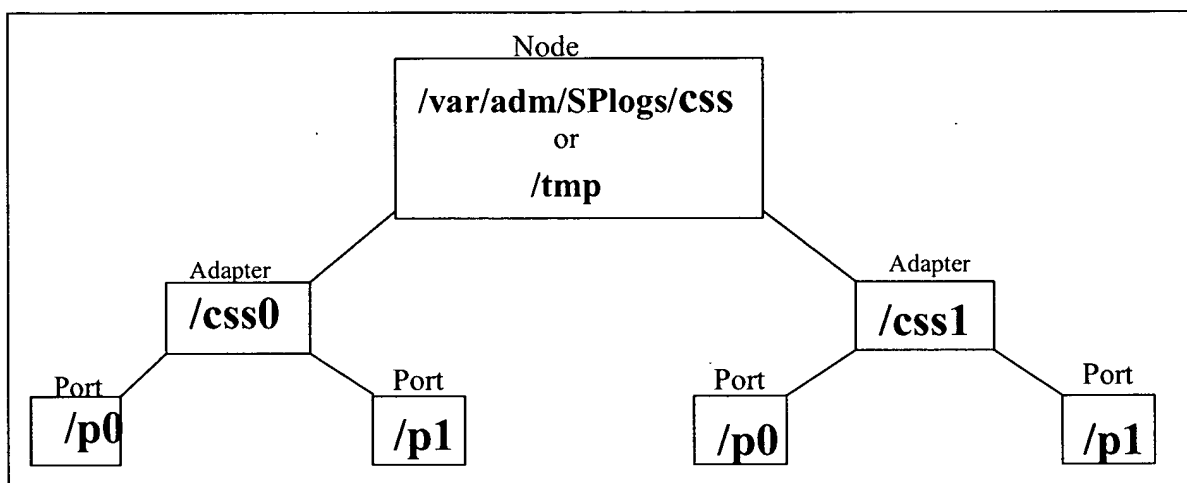 Node
/var/adm/SPlogs/css
or
/tmp
Adapter
/css0
Adapter
/css1
Port
/p0
Port
/p1
Port
/p0
Port
/p1